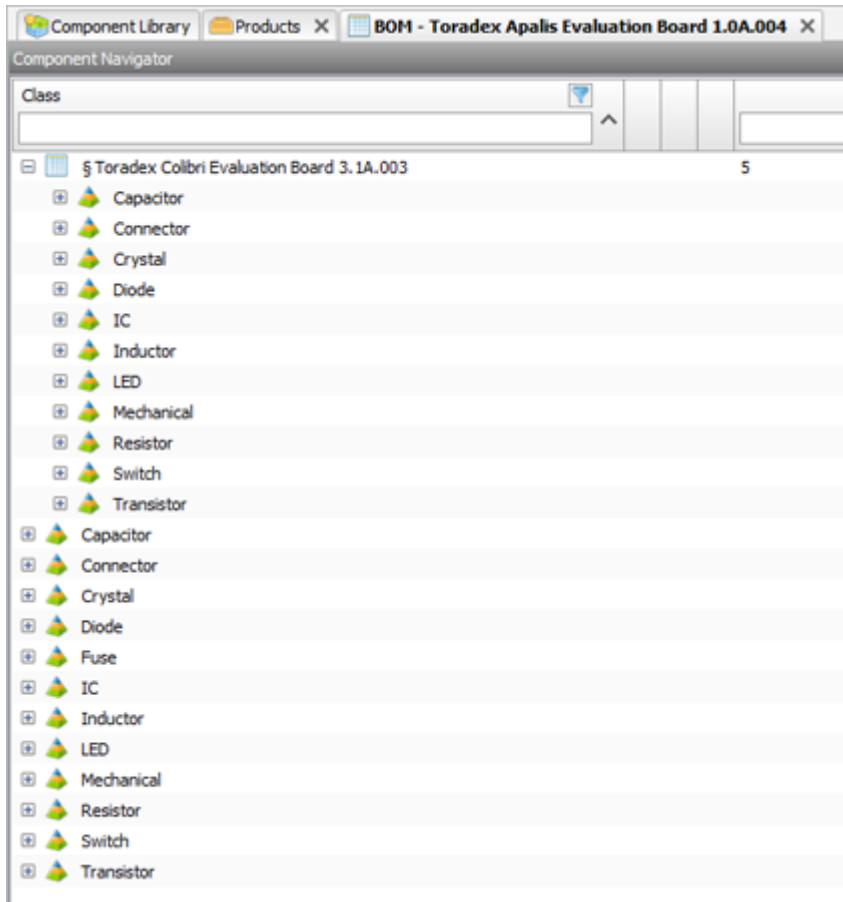 Component Library Products BOM - Toradex Apalis Evaluation Board 1.0A.004
Component Navigator
Class
§ Toradex Colibri Evaluation Board 3.1A.003 5
Capacitor
Connector
Crystal
Diode
IC
Inductor
LED
Mechanical
Resistor
Switch
Transistor
Capacitor
Connector
Crystal
Diode
Fuse
IC
Inductor
LED
Mechanical
Resistor
Switch
Transistor